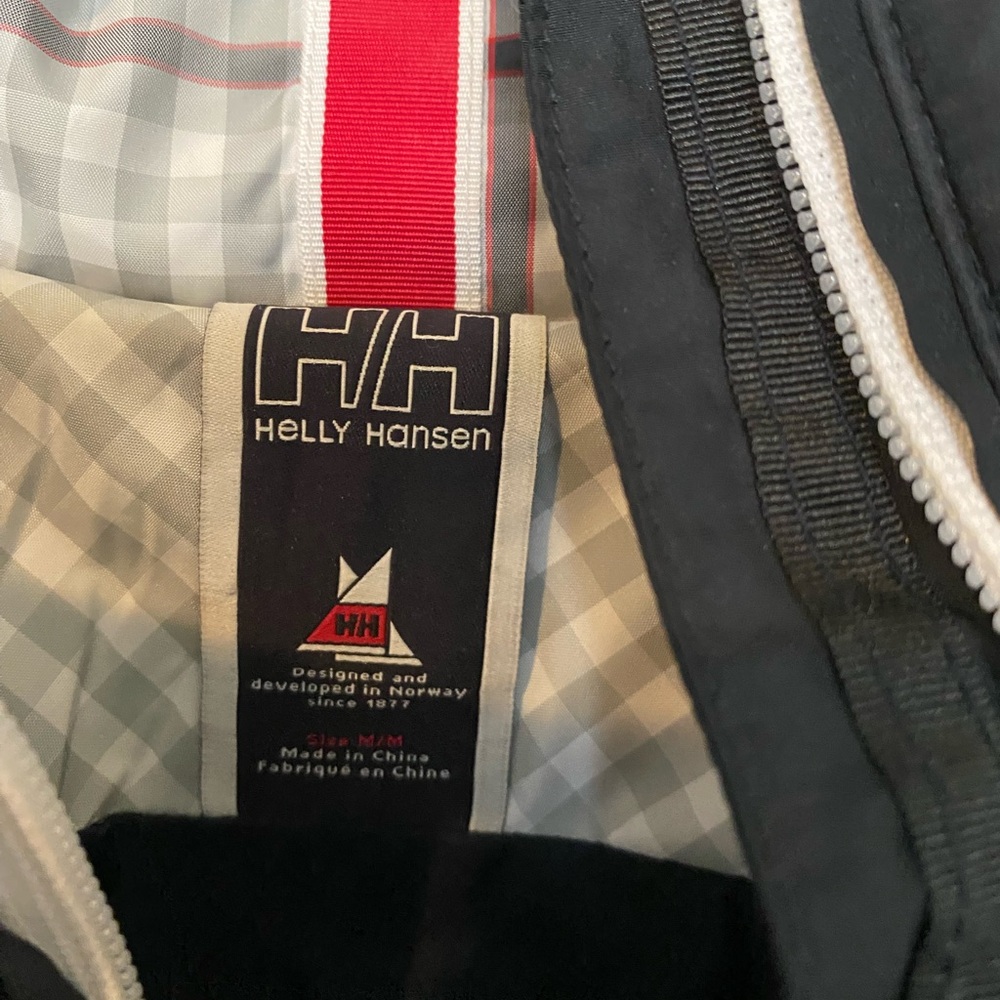 HH
HELLY Hansen
HH
Designed and
developed in Norway
since 1877
Size M/M
Made in China
Fabriqué en Chine